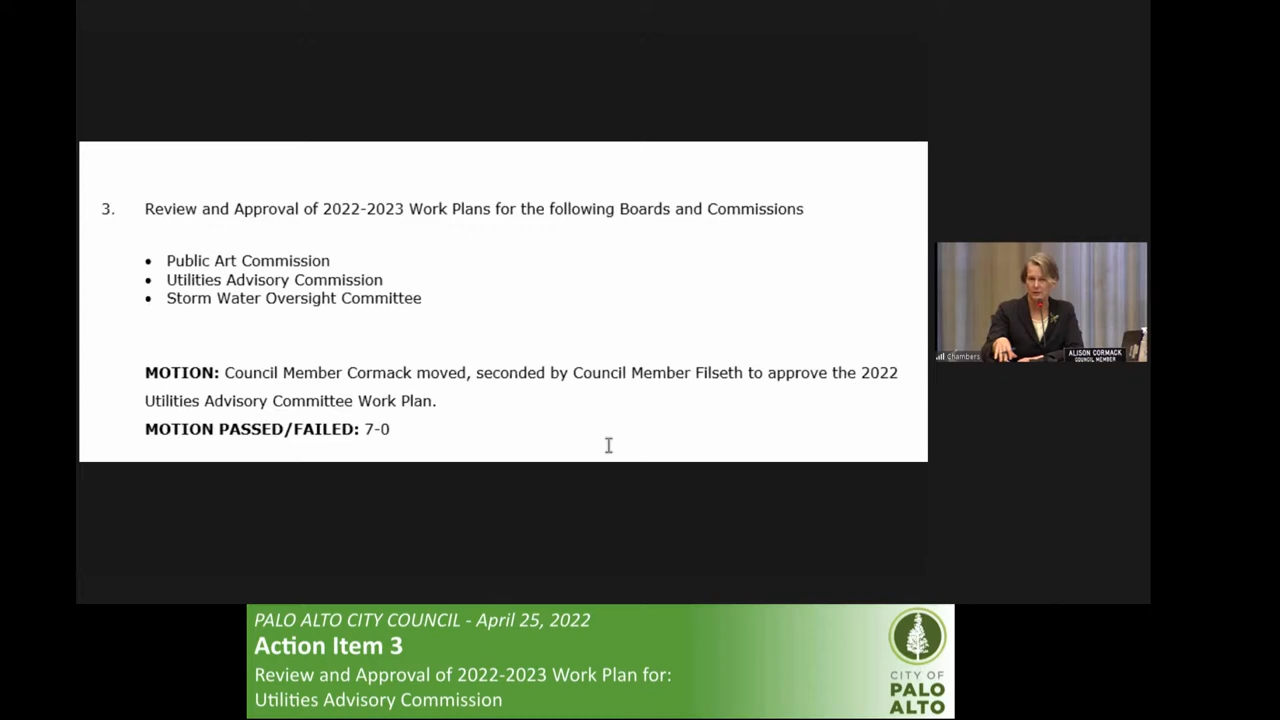 3. Review and Approval of 2022-2023 Work Plans for the following Boards and Commissions
• Public Art Commission
• Utilities Advisory Commission
• Storm Water Oversight Committee
MOTION: Council Member Cormack moved, seconded by Council Member Filseth to approve the 2022
Utilities Advisory Committee Work Plan.
MOTION PASSED/FAILED: 7-0
Chambers
ALISON CORMACK
COUNCIL MEMBER
PALO ALTO CITY COUNCIL - April 25, 2022
Action Item 3
Review and Approval of 2022-2023 Work Plan for:
Utilities Advisory Commission
CITY OF
PALO
ALTO